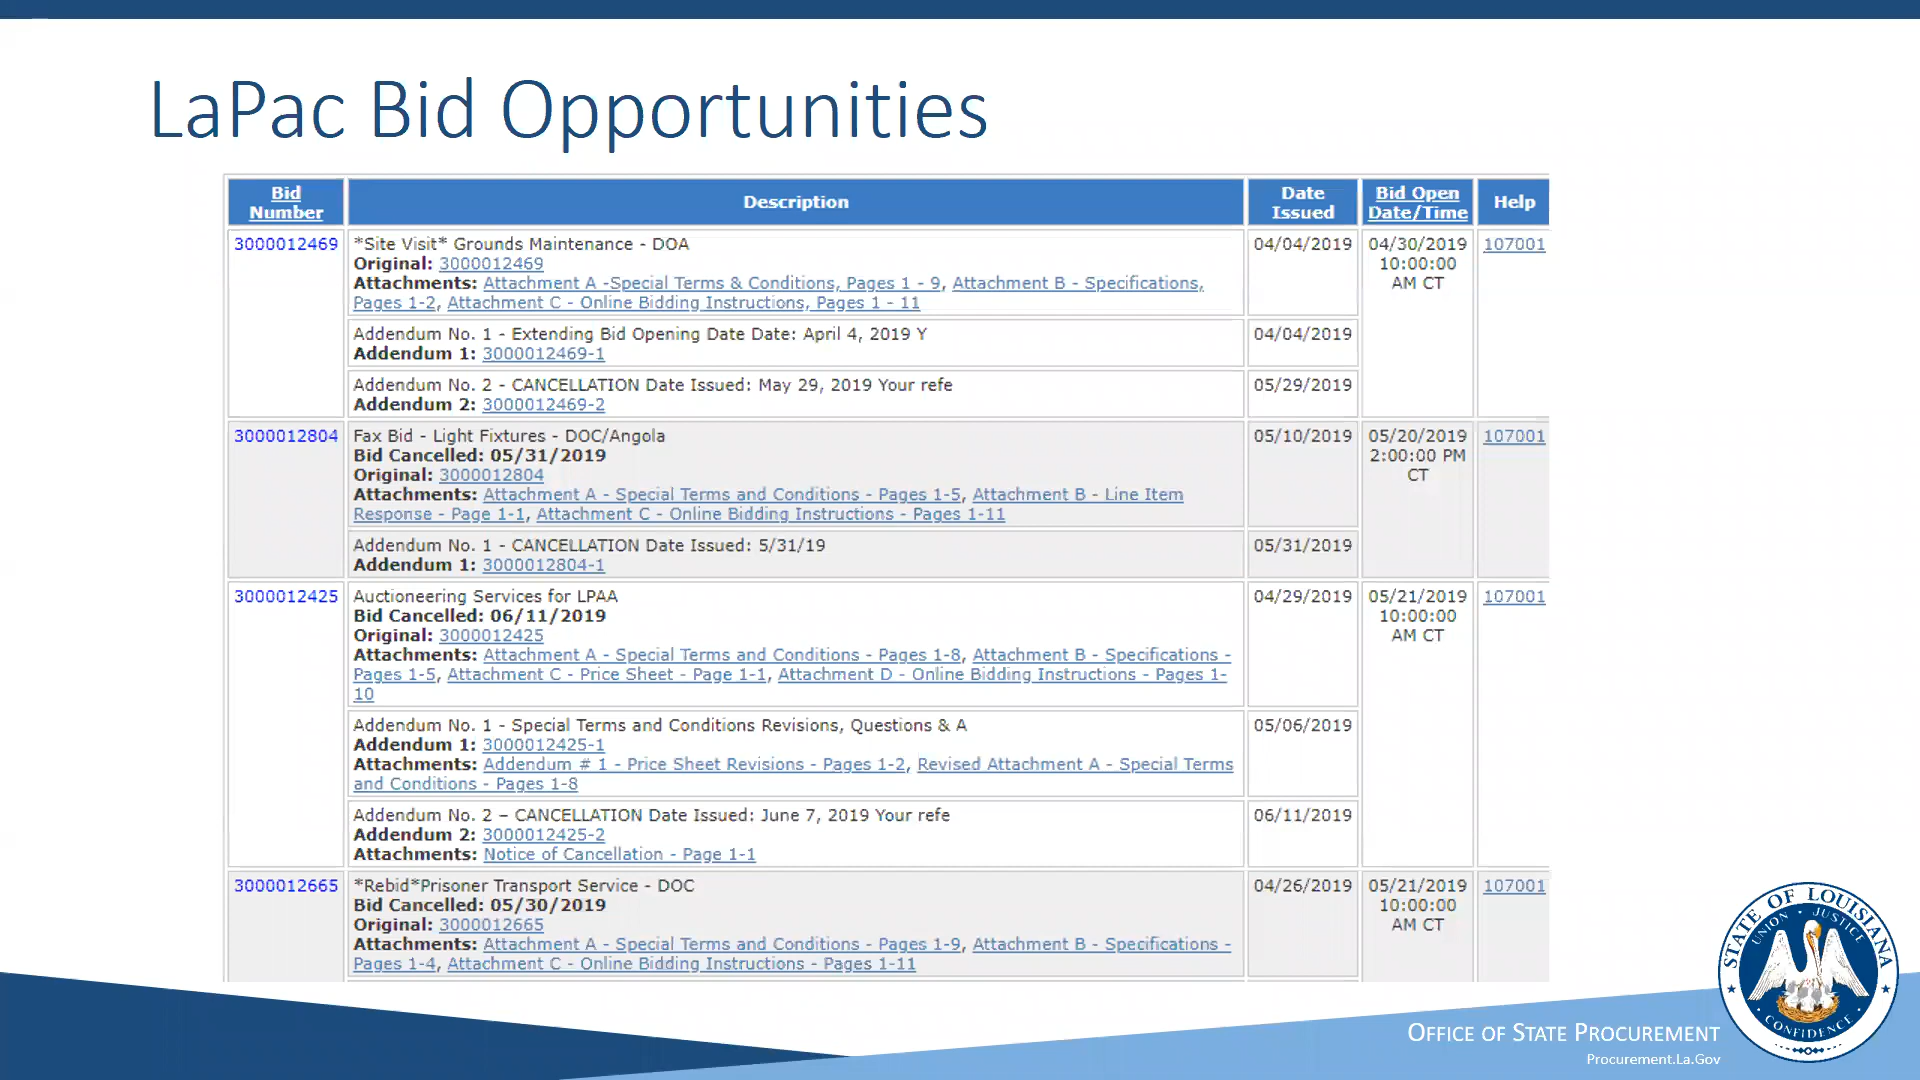 LaPac Bid Opportunities
Bid Number
Description
Date Issued
Bid Open Date/Time
Help
3000012469
*Site Visit* Grounds Maintenance - DOA
Original: 3000012469
Attachments: Attachment A -Special Terms & Conditions, Pages 1 - 9, Attachment B - Specifications,
Pages 1-2, Attachment C - Online Bidding Instructions, Pages 1 - 11
04/04/2019
04/30/2019
10:00:00
AM CT
107001
Addendum No. 1 - Extending Bid Opening Date Date: April 4, 2019 Y
Addendum 1: 3000012469-1
04/04/2019
Addendum No. 2 - CANCELLATION Date Issued: May 29, 2019 Your refe
Addendum 2: 3000012469-2
05/29/2019
3000012804
Fax Bid - Light Fixtures - DOC/Angola
Bid Cancelled: 05/31/2019
Original: 3000012804
Attachments: Attachment A - Special Terms and Conditions - Pages 1-5, Attachment B - Line Item
Response - Page 1-1, Attachment C - Online Bidding Instructions - Pages 1-11
05/10/2019
05/20/2019
2:00:00 PM
CT
107001
Addendum No. 1 - CANCELLATION Date Issued: 5/31/19
Addendum 1: 3000012804-1
05/31/2019
3000012425
Auctioneering Services for LPAA
Bid Cancelled: 06/11/2019
Original: 3000012425
Attachments: Attachment A - Special Terms and Conditions - Pages 1-8, Attachment B - Specifications -
Pages 1-5, Attachment C - Price Sheet - Page 1-1, Attachment D - Online Bidding Instructions - Pages 1-
10
04/29/2019
05/21/2019
10:00:00
AM CT
107001
Addendum No. 1 - Special Terms and Conditions Revisions, Questions & A
Addendum 1: 3000012425-1
Attachments: Addendum # 1 - Price Sheet Revisions - Pages 1-2, Revised Attachment A - Special Terms
and Conditions - Pages 1-8
05/06/2019
Addendum No. 2 – CANCELLATION Date Issued: June 7, 2019 Your refe
Addendum 2: 3000012425-2
Attachments: Notice of Cancellation - Page 1-1
06/11/2019
3000012665
*Rebid*Prisoner Transport Service - DOC
Bid Cancelled: 05/30/2019
Original: 3000012665
Attachments: Attachment A - Special Terms and Conditions - Pages 1-9, Attachment B - Specifications -
Pages 1-4, Attachment C - Online Bidding Instructions - Pages 1-11
04/26/2019
05/21/2019
10:00:00
AM CT
107001
STATE OF LOUISIANA
UNION · JUSTICE
CONFIDENCE
OFFICE OF STATE PROCUREMENT
Procurement.La.Gov